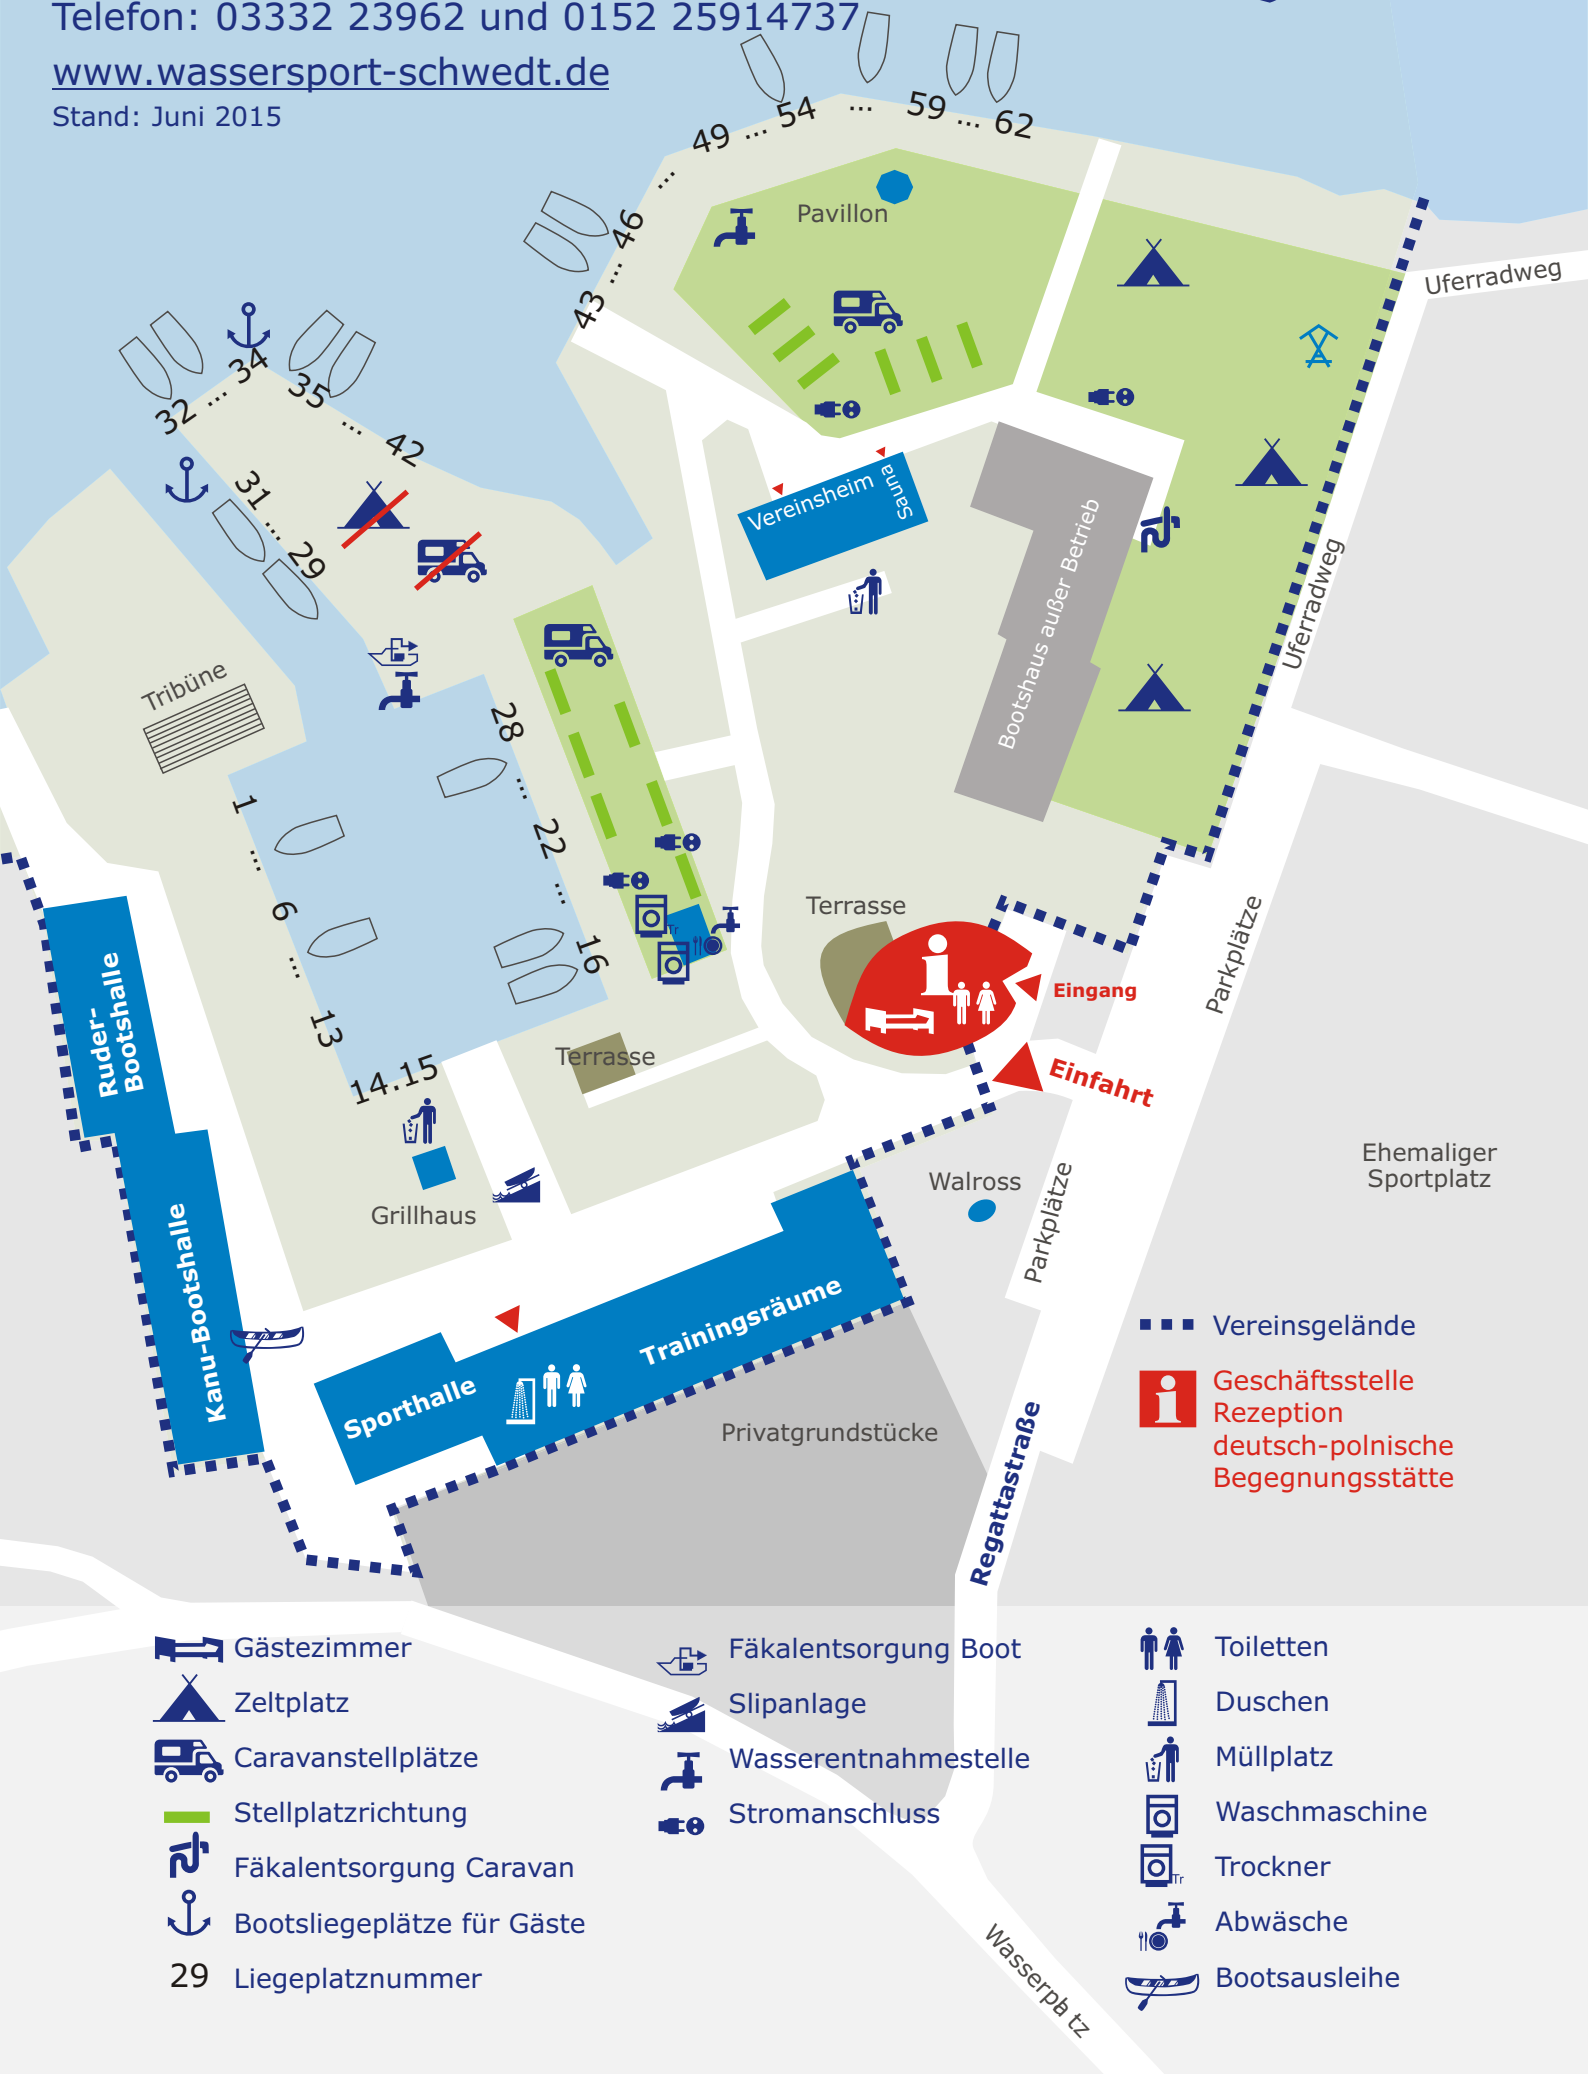 Telefon: 03332 23962 und 0152 25914737
www.wassersport-schwedt.de
Stand: Juni 2015
49 ... 54 ... 59 ... 62
...
43 ... 46
Pavillon
Uferradweg
32 ... 34
35 ... 42
31 ... 29
Vereinsheim
Sauna
Bootshaus außer Betrieb
Uferradweg
Tribüne
28 ... 22 ... 16
1 ... 6 ... 13
14.15
Tr
Terrasse
Eingang
Einfahrt
Parkplätze
Terrasse
Ruder-
Bootshalle
Kanu-Bootshalle
Grillhaus
Walross
Parkplätze
Ehemaliger
Sportplatz
Sporthalle
Trainingsräume
Privatgrundstücke
Regattastraße
Vereinsgelände
Geschäftsstelle
Rezeption
deutsch-polnische
Begegnungsstätte
Gästezimmer
Zeltplatz
Caravanstellplätze
Stellplatzrichtung
Fäkalentsorgung Caravan
Bootsliegeplätze für Gäste
29 Liegeplatznummer
Fäkalentsorgung Boot
Slipanlage
Wasserentnahmestelle
Stromanschluss
Toiletten
Duschen
Müllplatz
Waschmaschine
Tr Trockner
Abwäsche
Bootsausleihe